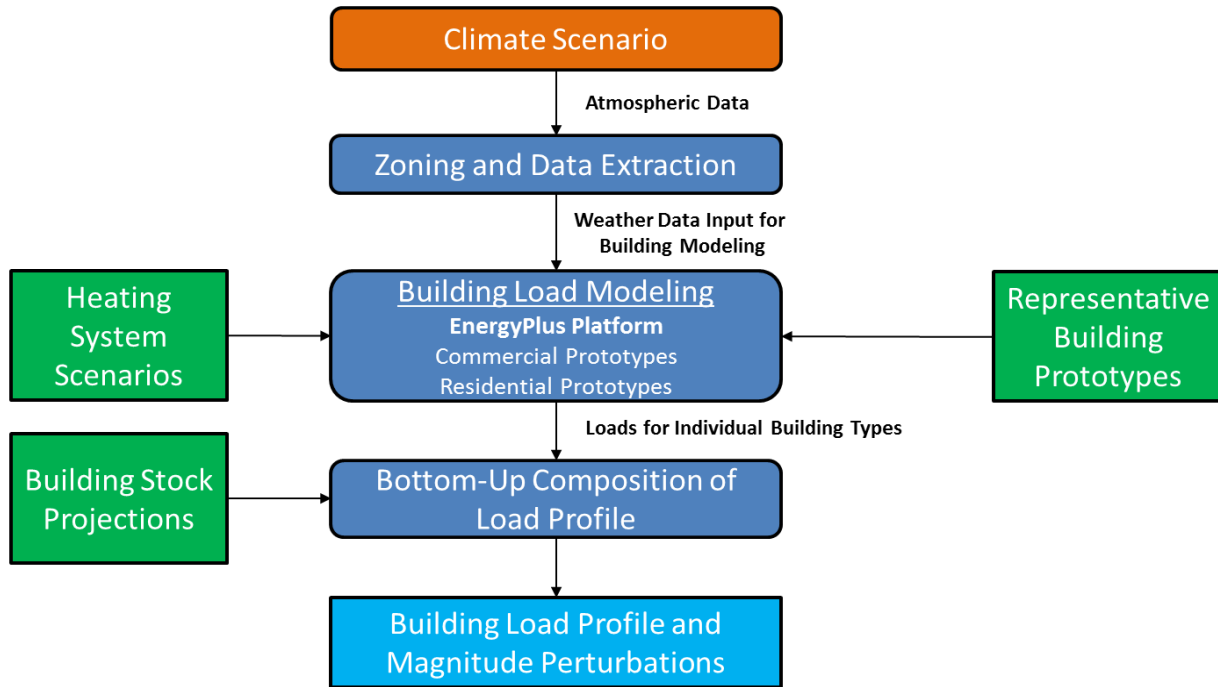 Climate Scenario
Atmospheric Data
Zoning and Data Extraction
Weather Data Input for
Building Modeling
Heating
System
Scenarios
Building Load Modeling
EnergyPlus Platform
Commercial Prototypes
Residential Prototypes
Representative
Building
Prototypes
Loads for Individual Building Types
Building Stock
Projections
Bottom-Up Composition of
Load Profile
Building Load Profile and
Magnitude Perturbations